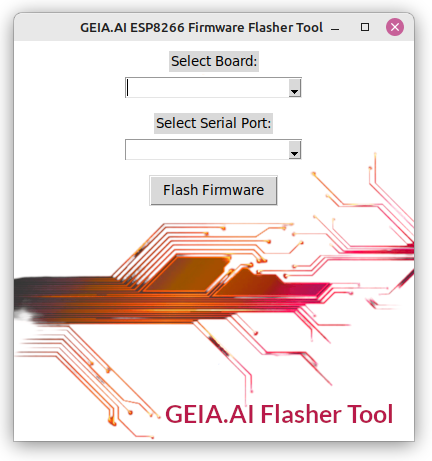 GEIA.AI ESP8266 Firmware Flasher Tool
Select Board:
Select Serial Port:
Flash Firmware
GEIA.AI Flasher Tool